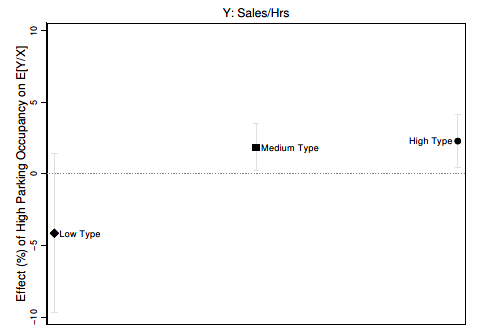 Y: Sales/Hrs
Effect (%) of High Parking Occupancy on E[Y/X]
10
5
0
−5
−10
High Type
Medium Type
Low Type